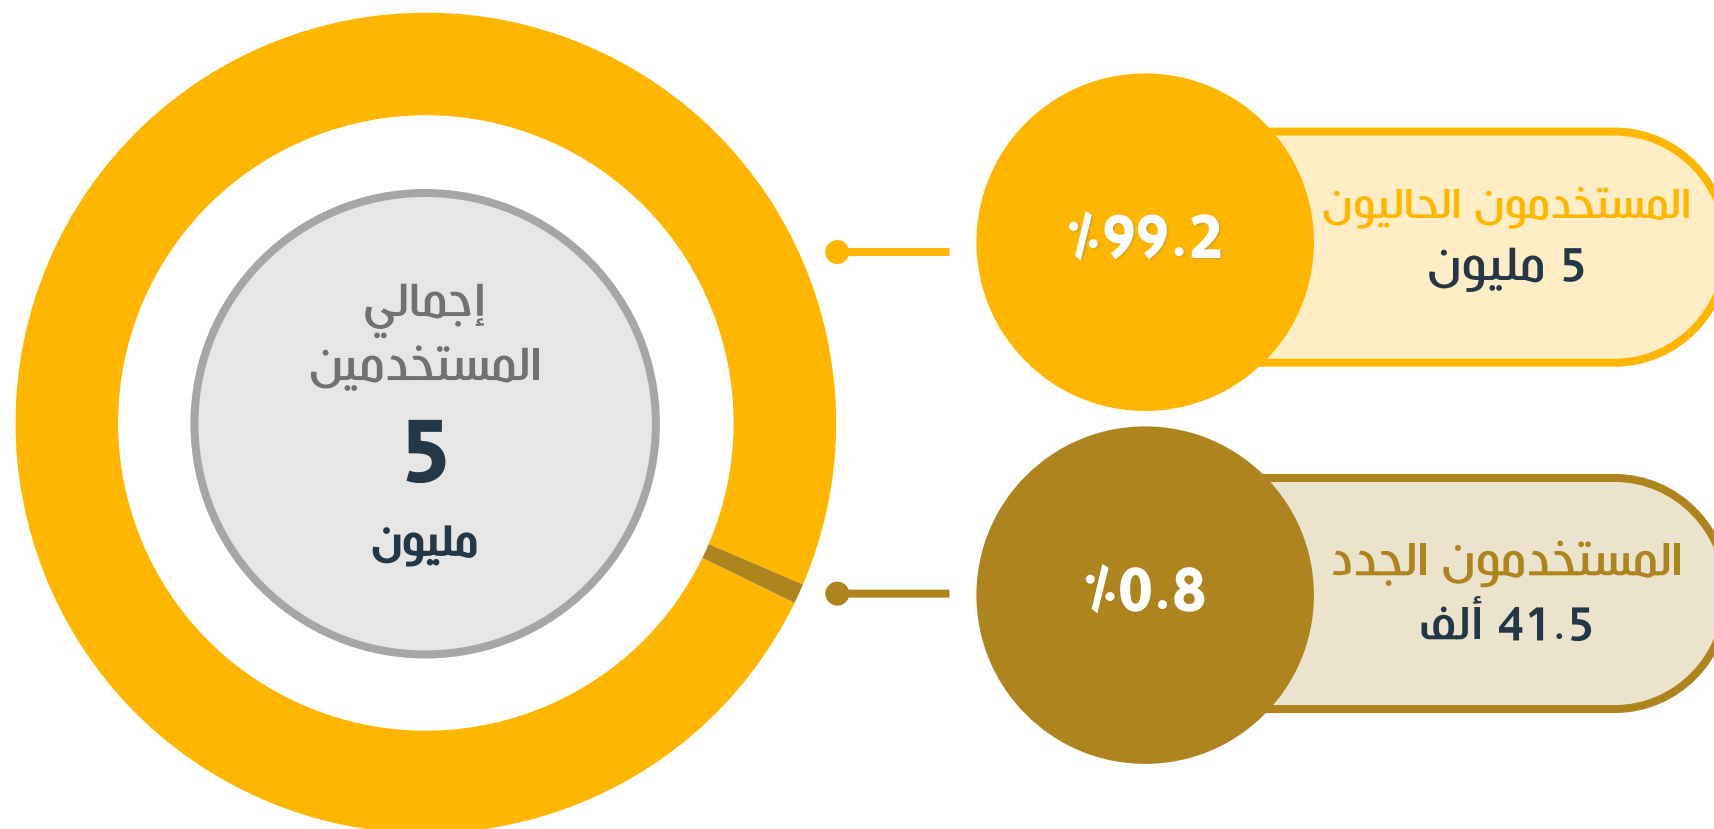 إجمالي
المستخدمين
5
مليون
٪99.2
المستخدمون الحاليون
5 مليون
٪0.8
المستخدمون الجدد
41.5 ألف